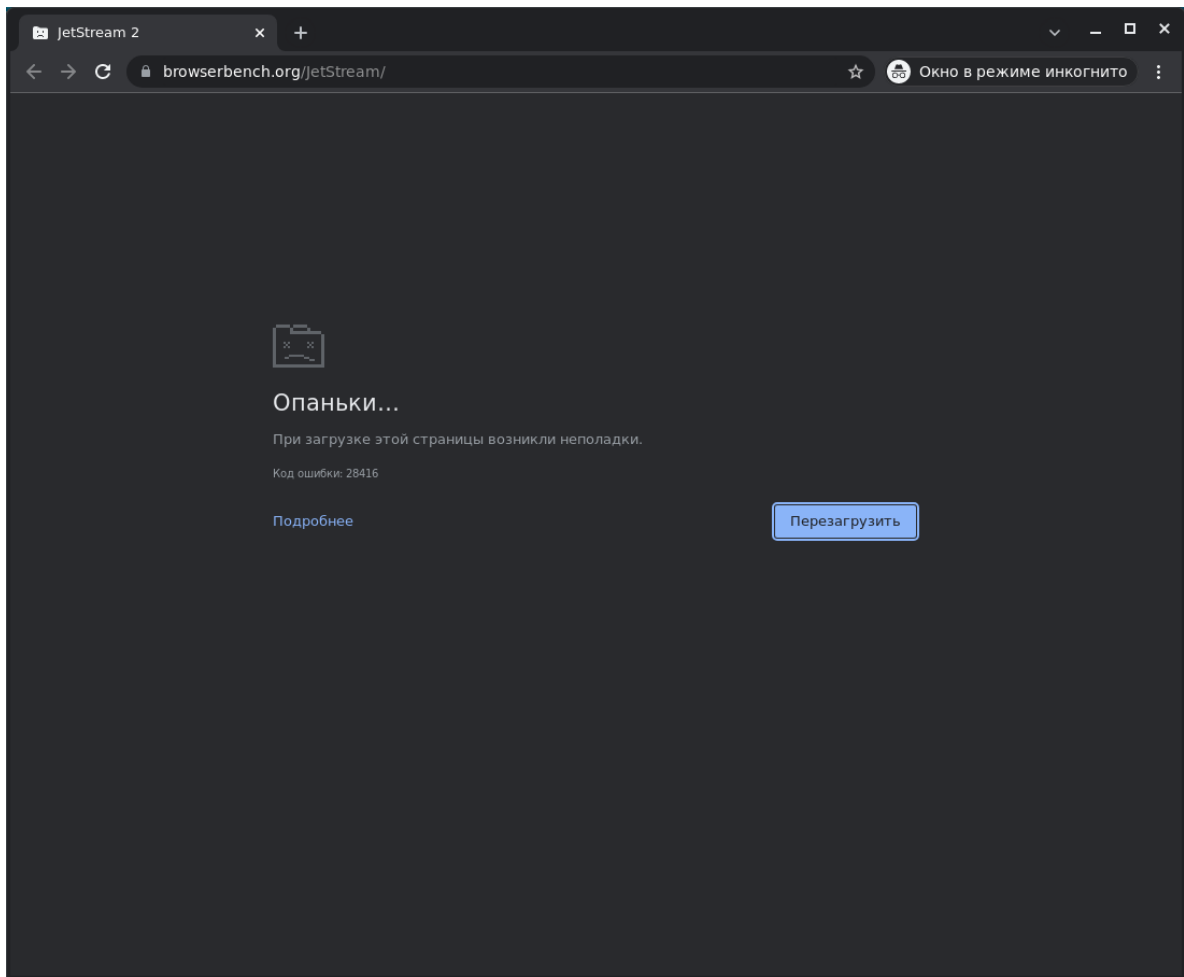 JetStream 2
browserbench.org/JetStream/
Окно в режиме инкогнито
Опаньки...
При загрузке этой страницы возникли неполадки.
Код ошибки: 28416
Подробнее
Перезагрузить